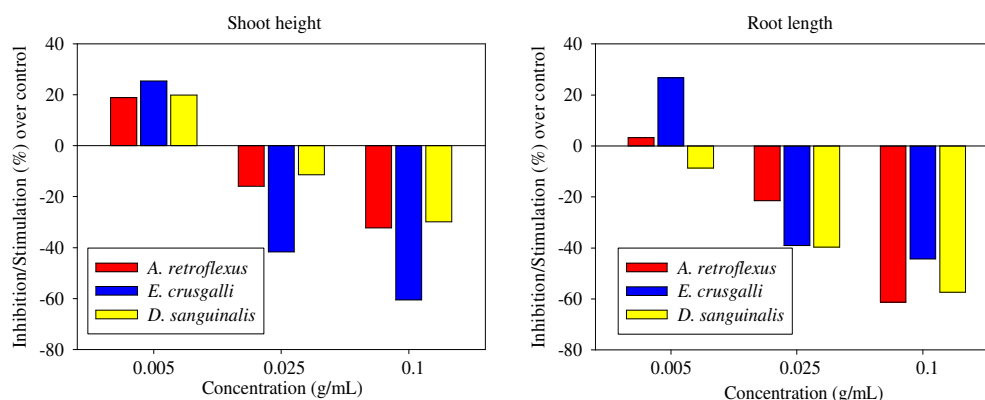 Shoot height
Inhibition/Stimulation (%) over control
40
20
0
-20
-40
-60
-80
A. retroflexus
E. crusgalli
D. sanguinalis
0.005 0.025 0.1
Concentration (g/mL)
Root length
Inhibition/Stimulation (%) over control
40
20
0
-20
-40
-60
-80
A. retroflexus
E. crusgalli
D. sanguinalis
0.005 0.025 0.1
Concentration (g/mL)